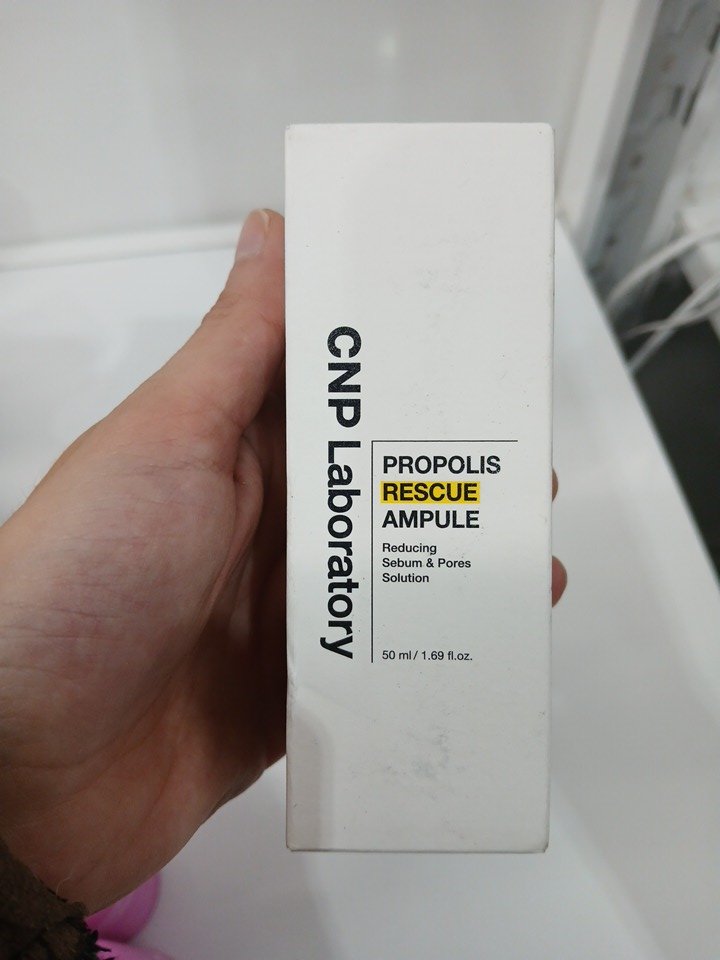 CNP Laboratory
PROPOLIS
RESCUE
AMPULE
Reducing
Sebum & Pores
Solution
50 ml / 1.69 fl.oz.